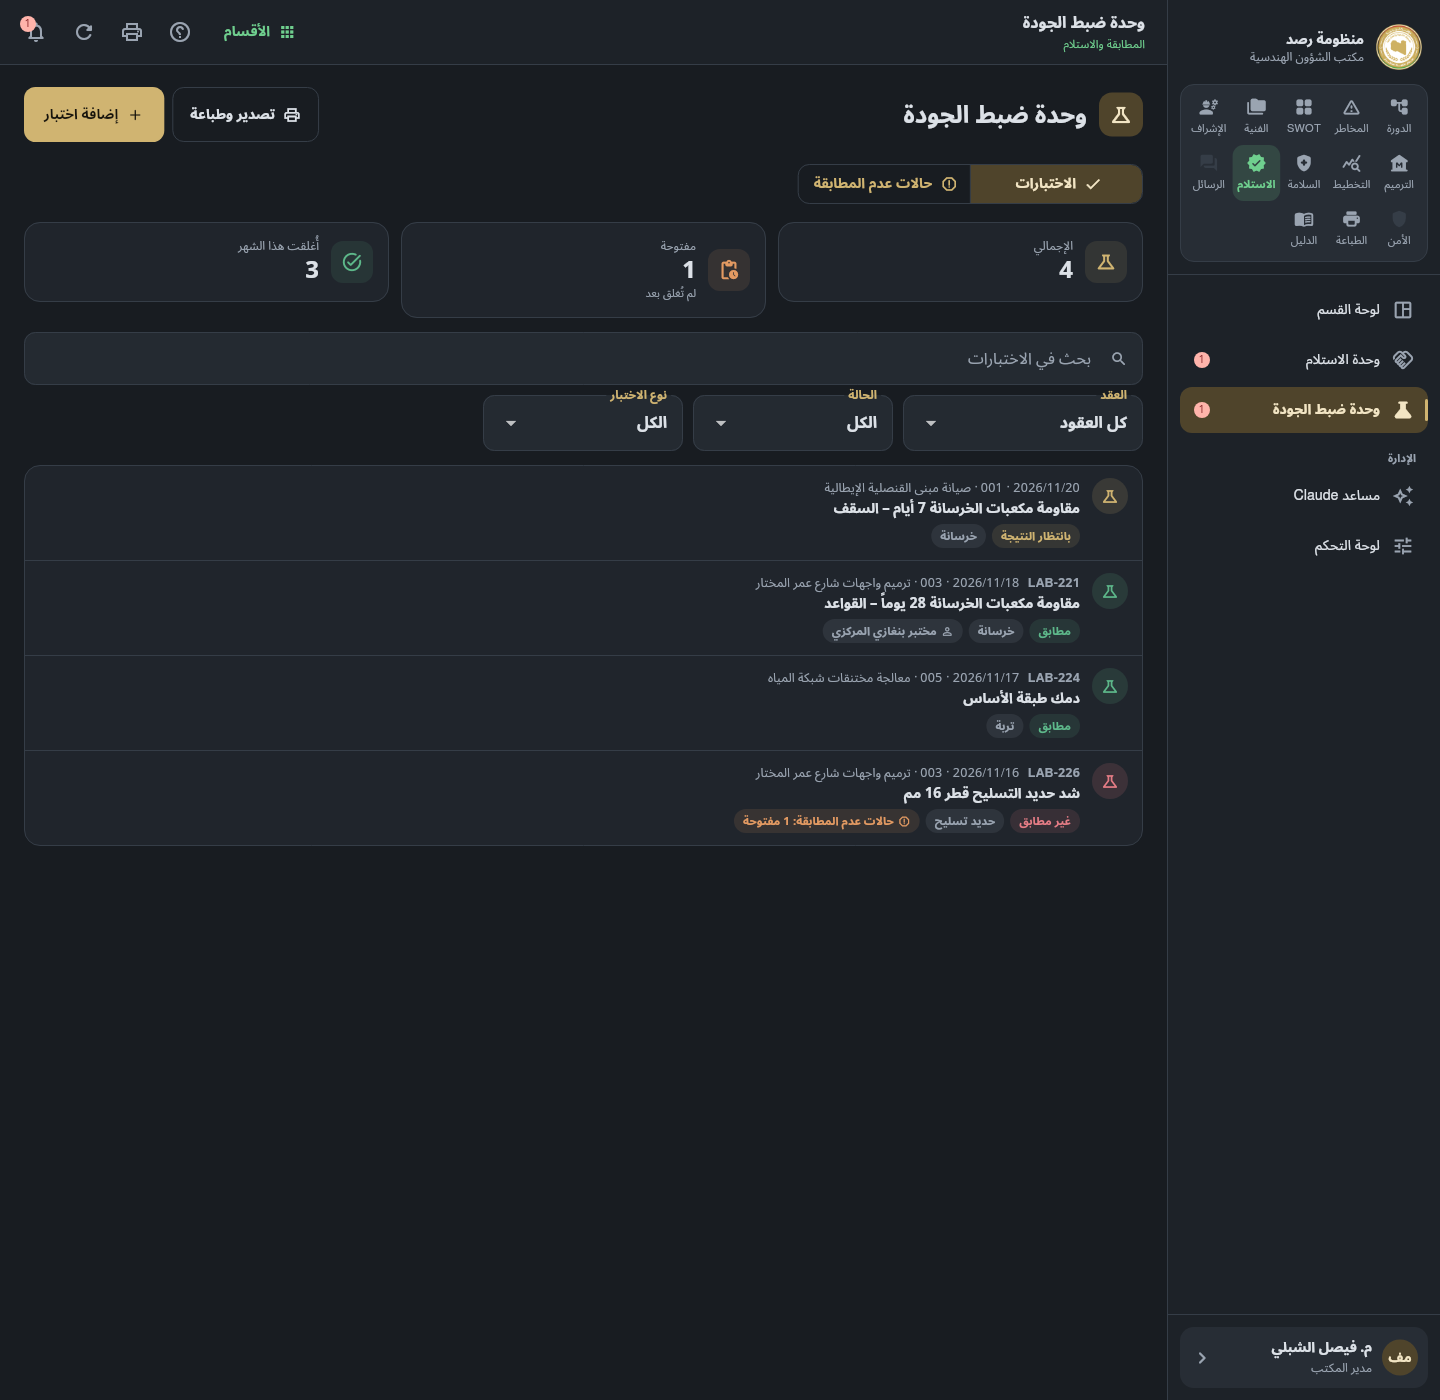 منظومة رصد
مكتب الشؤون الهندسية
الدورة
المخاطر
SWOT
الفنية
الإشراف
الترميم
التخطيط
السلامة
الاستلام
الرسائل
الأمن
الطباعة
الدليل
لوحة القسم
وحدة الاستلام
1
وحدة ضبط الجودة
1
الإدارة
مساعد Claude
لوحة التحكم
م. فيصل الشبلي
مدير المكتب
مف
وحدة ضبط الجودة
المطابقة والاستلام
الأقسام
1
وحدة ضبط الجودة
تصدير وطباعة
إضافة اختبار
الاختبارات
حالات عدم المطابقة
الإجمالي
4
مفتوحة
1
لم تُغلق بعد
أُغلقت هذا الشهر
3
بحث في الاختبارات
العقد
كل العقود
الحالة
الكل
نوع الاختبار
الكل
2026/11/20 · 001 · صيانة مبنى القنصلية الإيطالية
مقاومة مكعبات الخرسانة 7 أيام – السقف
بانتظار النتيجة
خرسانة
LAB-221 2026/11/18 · 003 · ترميم واجهات شارع عمر المختار
مقاومة مكعبات الخرسانة 28 يوماً – القواعد
مطابق
خرسانة
مختبر بنغازي المركزي
LAB-224 2026/11/17 · 005 · معالجة مختنقات شبكة المياه
دمك طبقة الأساس
مطابق
تربة
LAB-226 2026/11/16 · 003 · ترميم واجهات شارع عمر المختار
شد حديد التسليح قطر 16 مم
غير مطابق
حديد تسليح
حالات عدم المطابقة: 1 مفتوحة